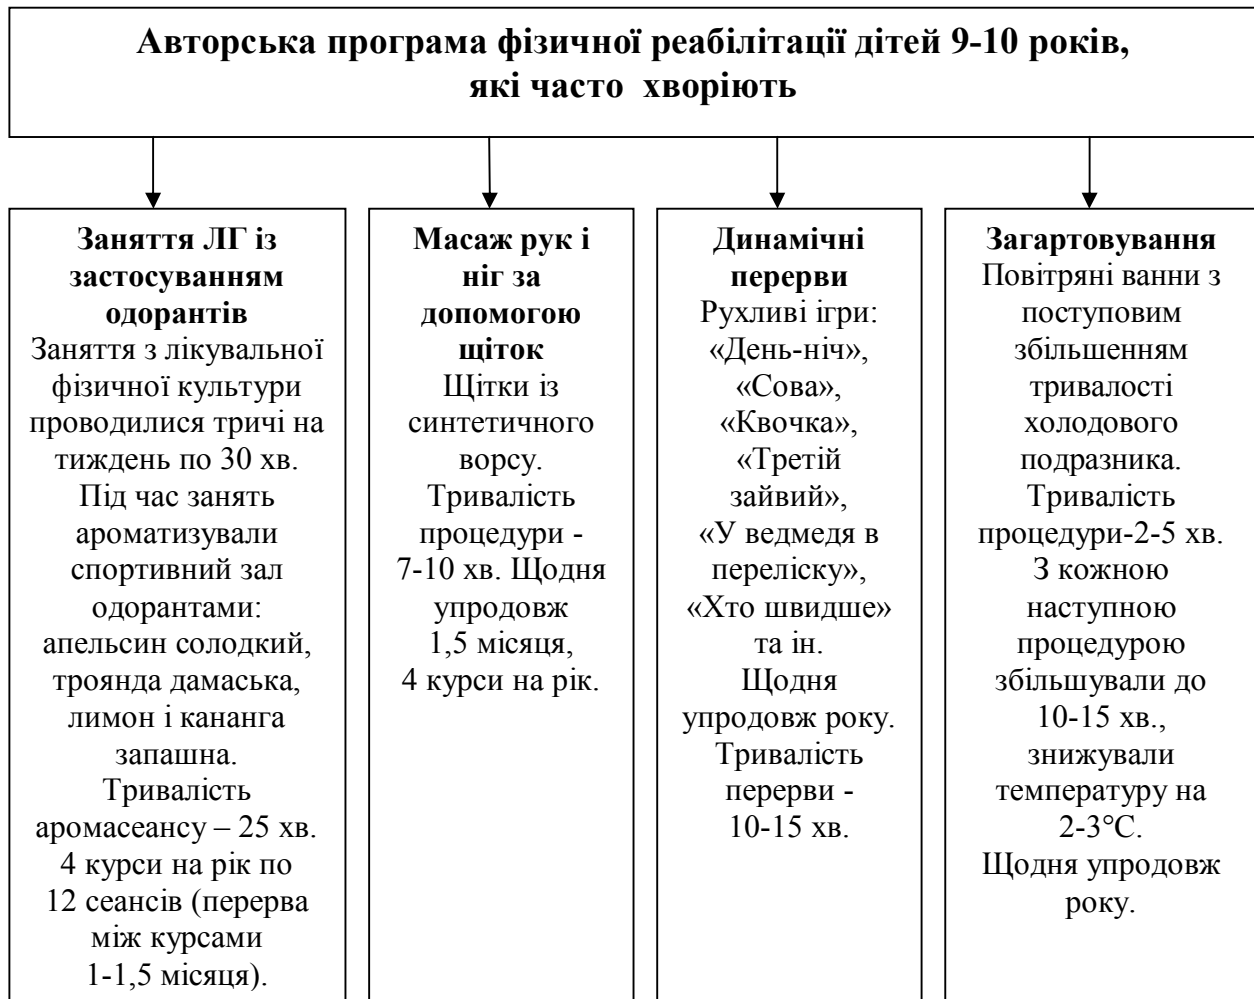 Авторська програма фізичної реабілітації дітей 9-10 років,
які часто хворіють
Заняття ЛГ із
застосуванням
одорантів
Заняття з лікувальної
фізичної культури
проводилися тричі на
тиждень по 30 хв.
Під час занять
ароматизували
спортивний зал
одорантами:
апельсин солодкий,
троянда дамаська,
лимон і кананга
запашна.
Тривалість
аромасеансу – 25 хв.
4 курси на рік по
12 сеансів (перерва
між курсами
1-1,5 місяця).
Масаж рук і
ніг за
допомогою
щіток
Щітки із
синтетичного
ворсу.
Тривалість
процедури -
7-10 хв. Щодня
упродовж
1,5 місяця,
4 курси на рік.
Динамічні
перерви
Рухливі ігри:
«День-ніч»,
«Сова»,
«Квочка»,
«Третій
зайвий»,
«У ведмедя в
переліску»,
«Хто швидше»
та ін.
Щодня
упродовж року.
Тривалість
перерви -
10-15 хв.
Загартовування
Повітряні ванни з
поступовим
збільшенням
тривалості
холодового
подразника.
Тривалість
процедури-2-5 хв.
З кожною
наступною
процедурою
збільшували до
10-15 хв.,
знижували
температуру на
2-3°С.
Щодня упродовж
року.